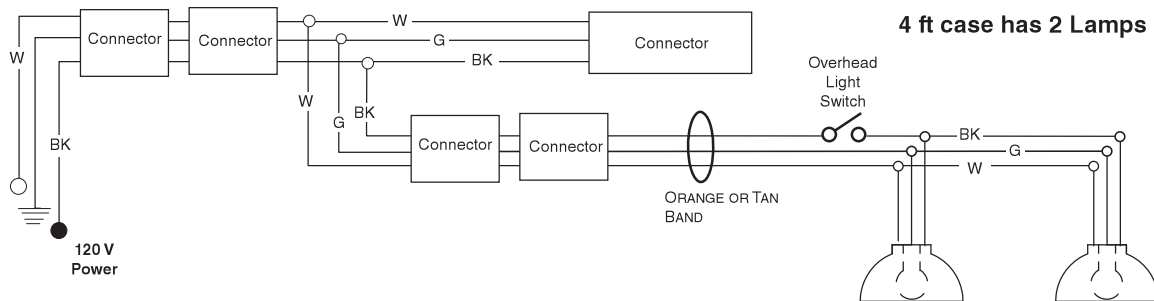 4 ft case has 2 Lamps
W
Connector
Connector
W
G
BK
Connector
Overhead
Light
Switch
W
G
BK
BK
Connector
Connector
BK
G
W
ORANGE OR TAN
BAND
120 V
Power